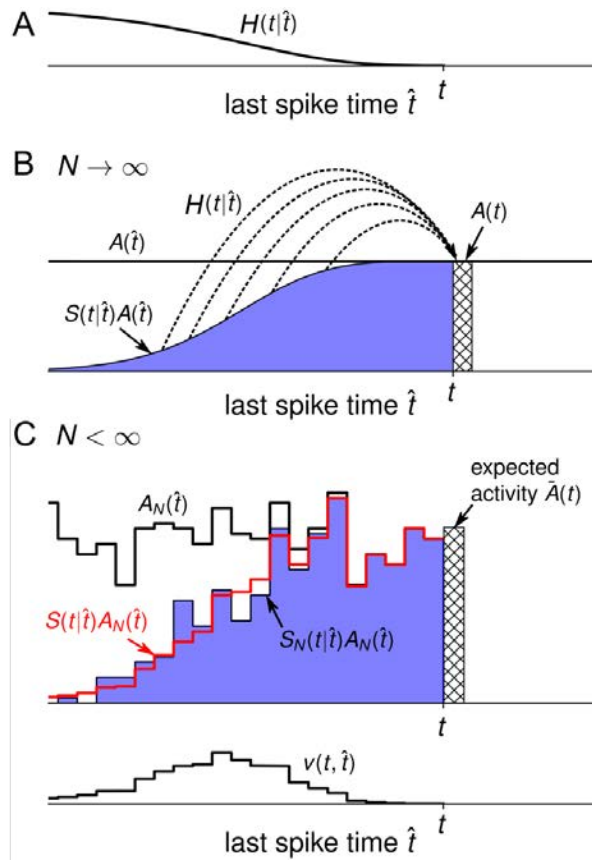 A
H(t|t̂)
t
last spike time t̂
B N → ∞
H(t|t̂)
A(t)
A(t̂)
S(t|t̂)A(t̂)
t
last spike time t̂
C N < ∞
expected
activity Ā(t)
A_N(t̂)
S(t|t̂)A_N(t̂)
S_N(t|t̂)A_N(t̂)
t
v(t, t̂)
t
last spike time t̂